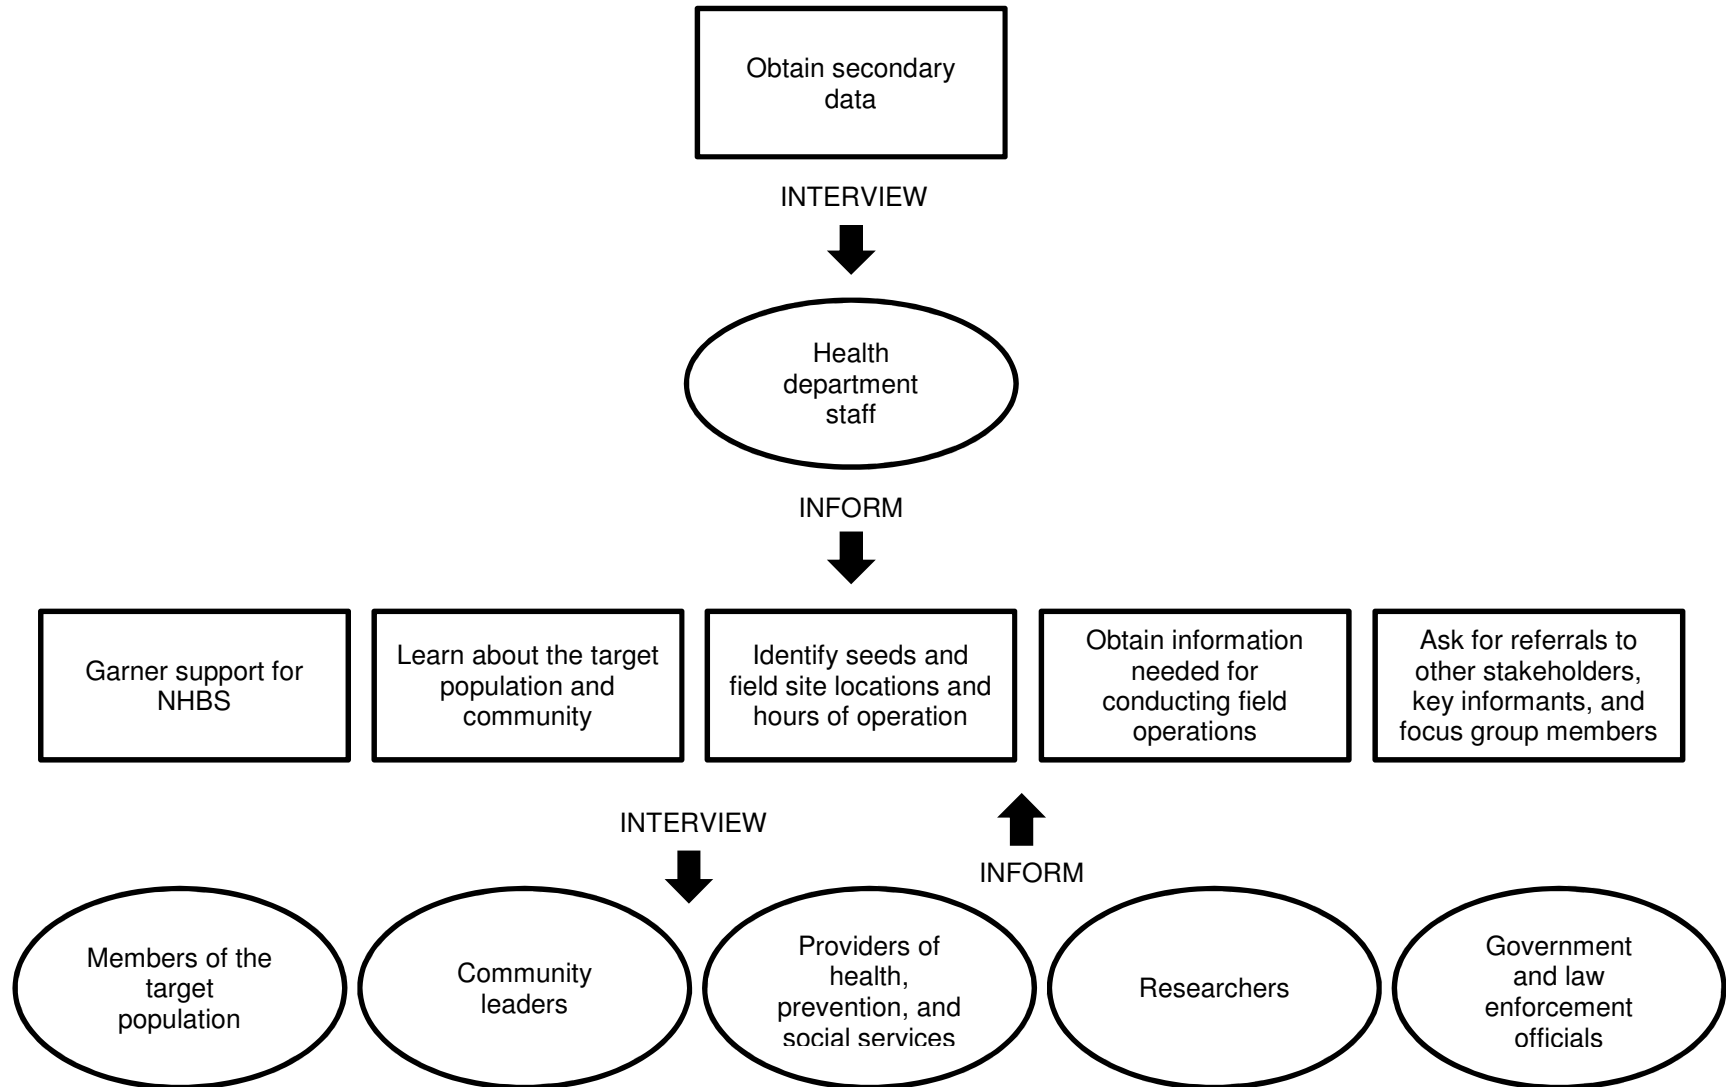 Obtain secondary
data
INTERVIEW
Health
department
staff
INFORM
Garner support for
NHBS
Learn about the target
population and
community
Identify seeds and
field site locations and
hours of operation
Obtain information
needed for
conducting field
operations
Ask for referrals to
other stakeholders,
key informants, and
focus group members
INTERVIEW
INFORM
Members of the
target
population
Community
leaders
Providers of
health,
prevention, and
social services
Researchers
Government
and law
enforcement
officials